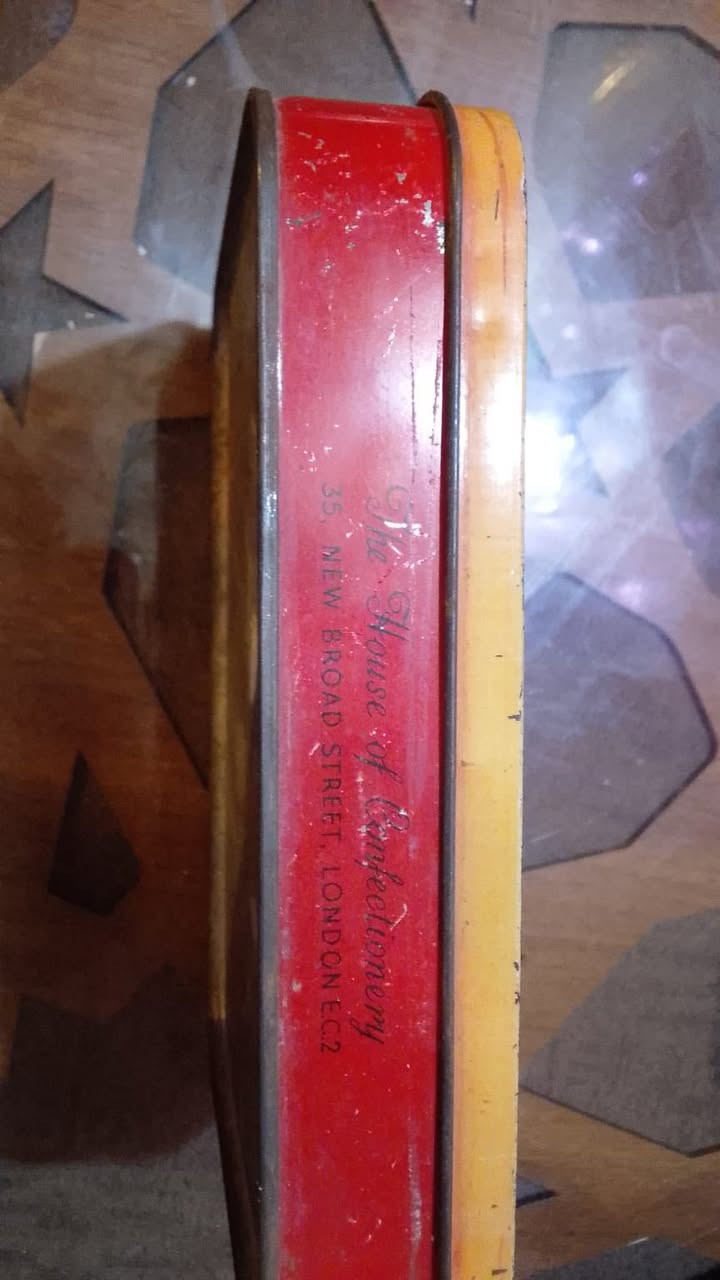 The House of Confectionery
35, NEW BROAD STREET, LONDON E.C.2